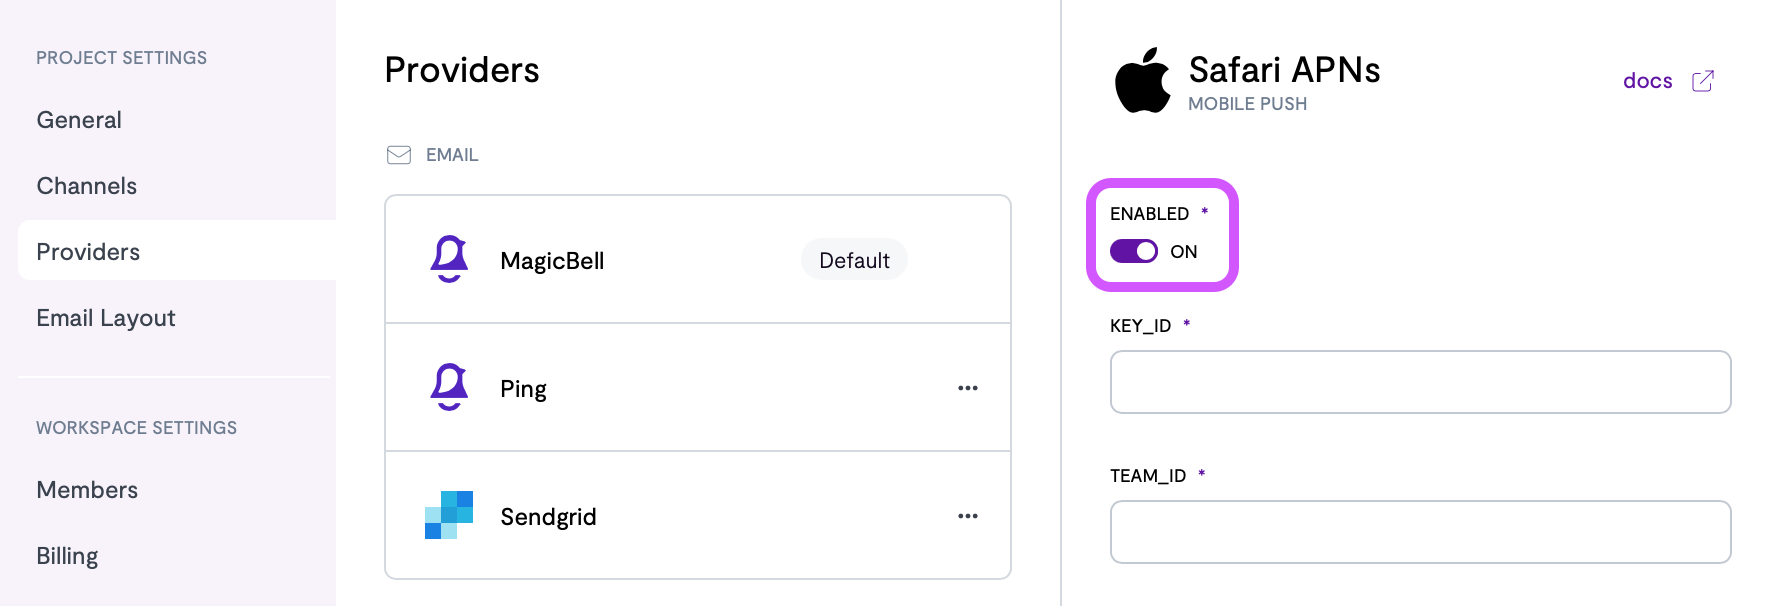 PROJECT SETTINGS
General
Channels
Providers
Email Layout
WORKSPACE SETTINGS
Members
Billing
Providers
EMAIL
MagicBell
Default
Ping
Sendgrid
Safari APNs
MOBILE PUSH
docs
ENABLED *
ON
KEY_ID *
TEAM_ID *